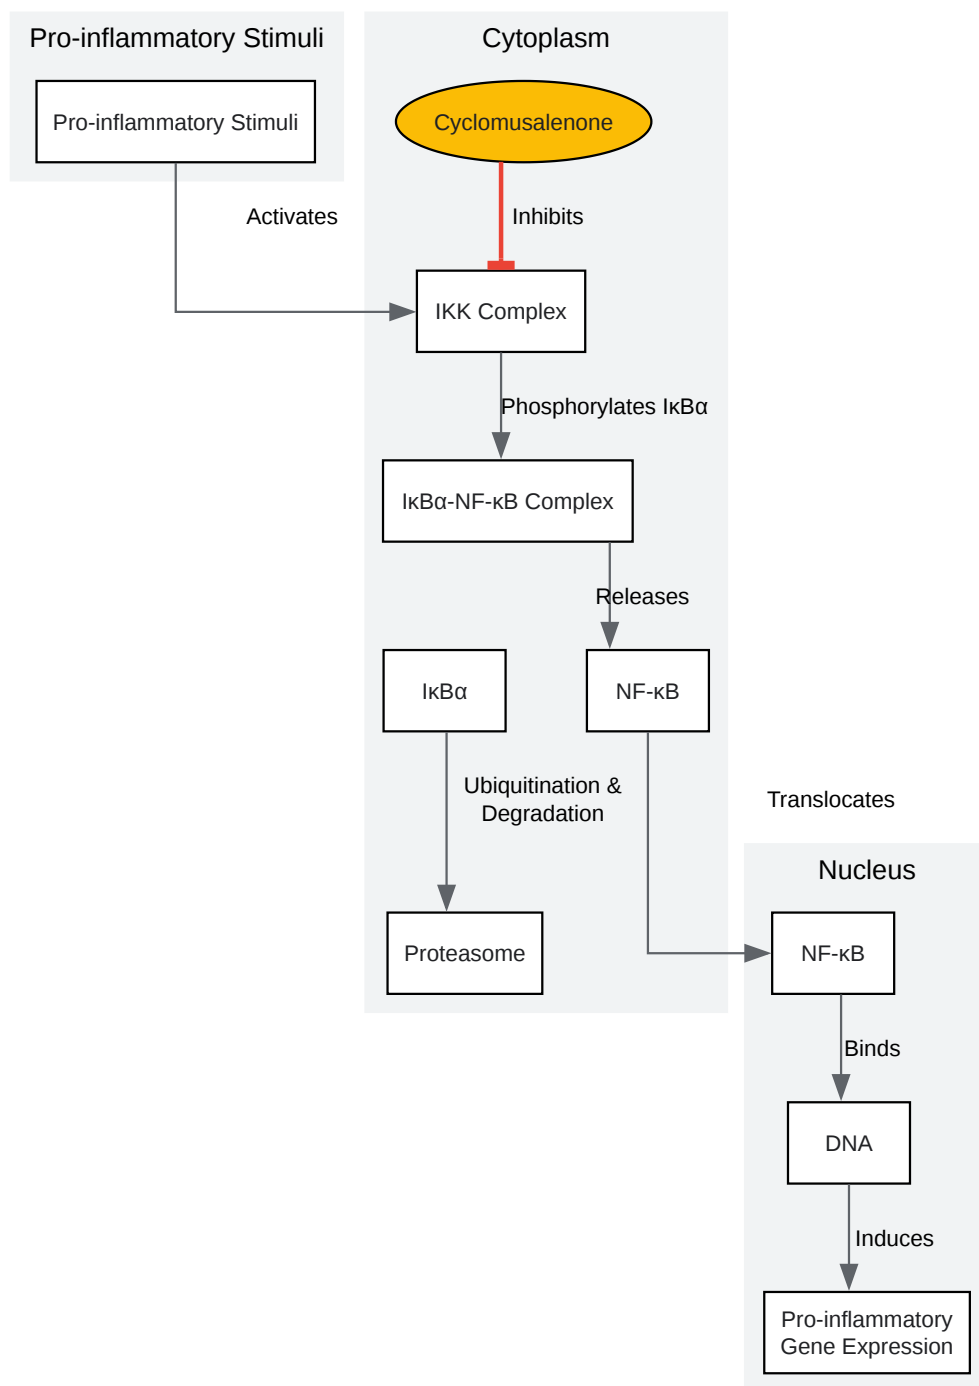 Pro-inflammatory Stimuli
Cytoplasm
Pro-inflammatory Stimuli
Cyclomusalenone
Activates
Inhibits
IKK Complex
Phosphorylates IκBα
IκBα-NF-κB Complex
Releases
IκBα
NF-κB
Ubiquitination &
Degradation
Translocates
Nucleus
Proteasome
NF-κB
Binds
DNA
Induces
Pro-inflammatory
Gene Expression